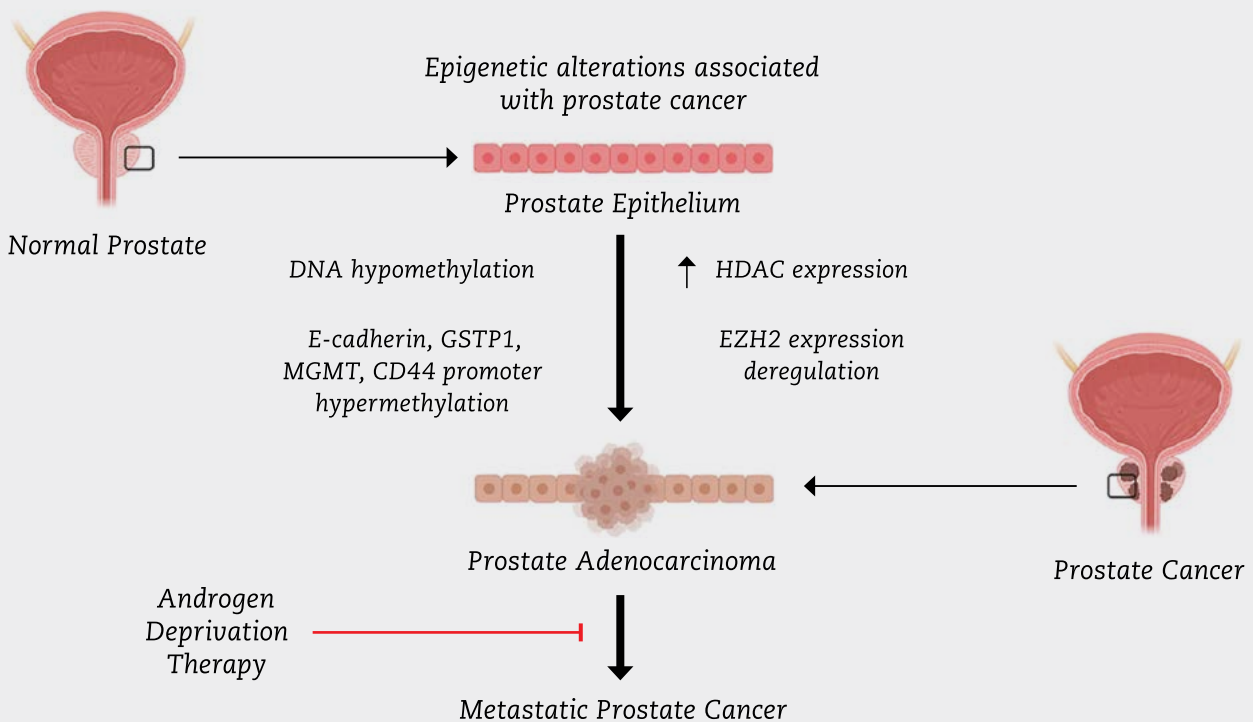 Epigenetic alterations associated
with prostate cancer
Prostate Epithelium
Normal Prostate
DNA hypomethylation
HDAC expression
E-cadherin, GSTP1,
MGMT, CD44 promoter
hypermethylation
EZH2 expression
deregulation
Prostate Adenocarcinoma
Prostate Cancer
Androgen
Deprivation
Therapy
Metastatic Prostate Cancer